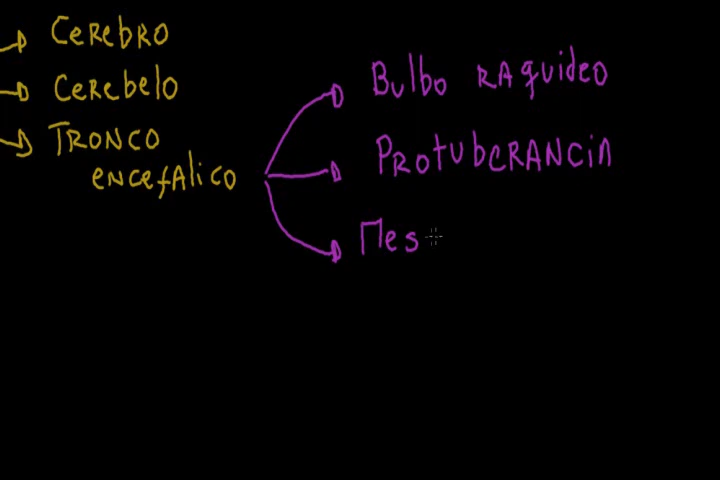 Cerebro
Cerebelo
Tronco
encefalico
Bulbo raquideo
Protuberancia
Mes